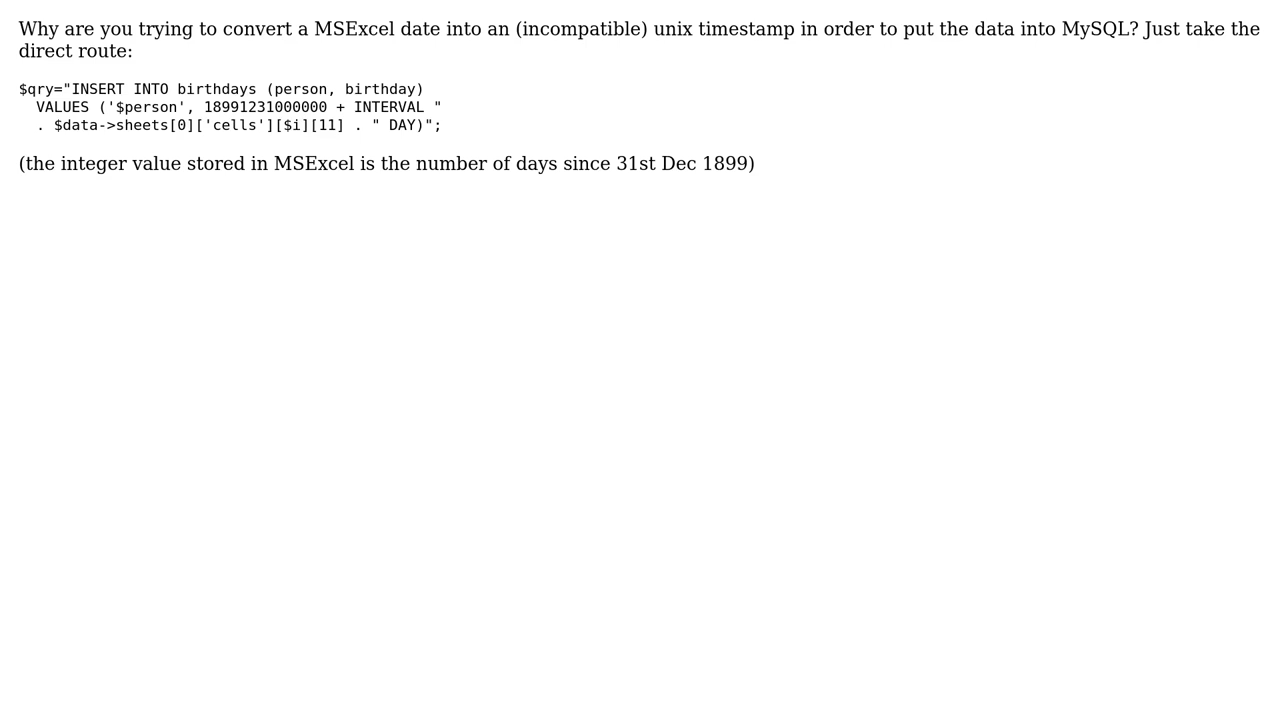 Why are you trying to convert a MSExcel date into an (incompatible) unix timestamp in order to put the data into MySQL? Just take the
direct route:
$qry="INSERT INTO birthdays (person, birthday)
  VALUES ('$person', 18991231000000 + INTERVAL "
  . $data->sheets[0]['cells'][$i][11] . " DAY)";
(the integer value stored in MSExcel is the number of days since 31st Dec 1899)